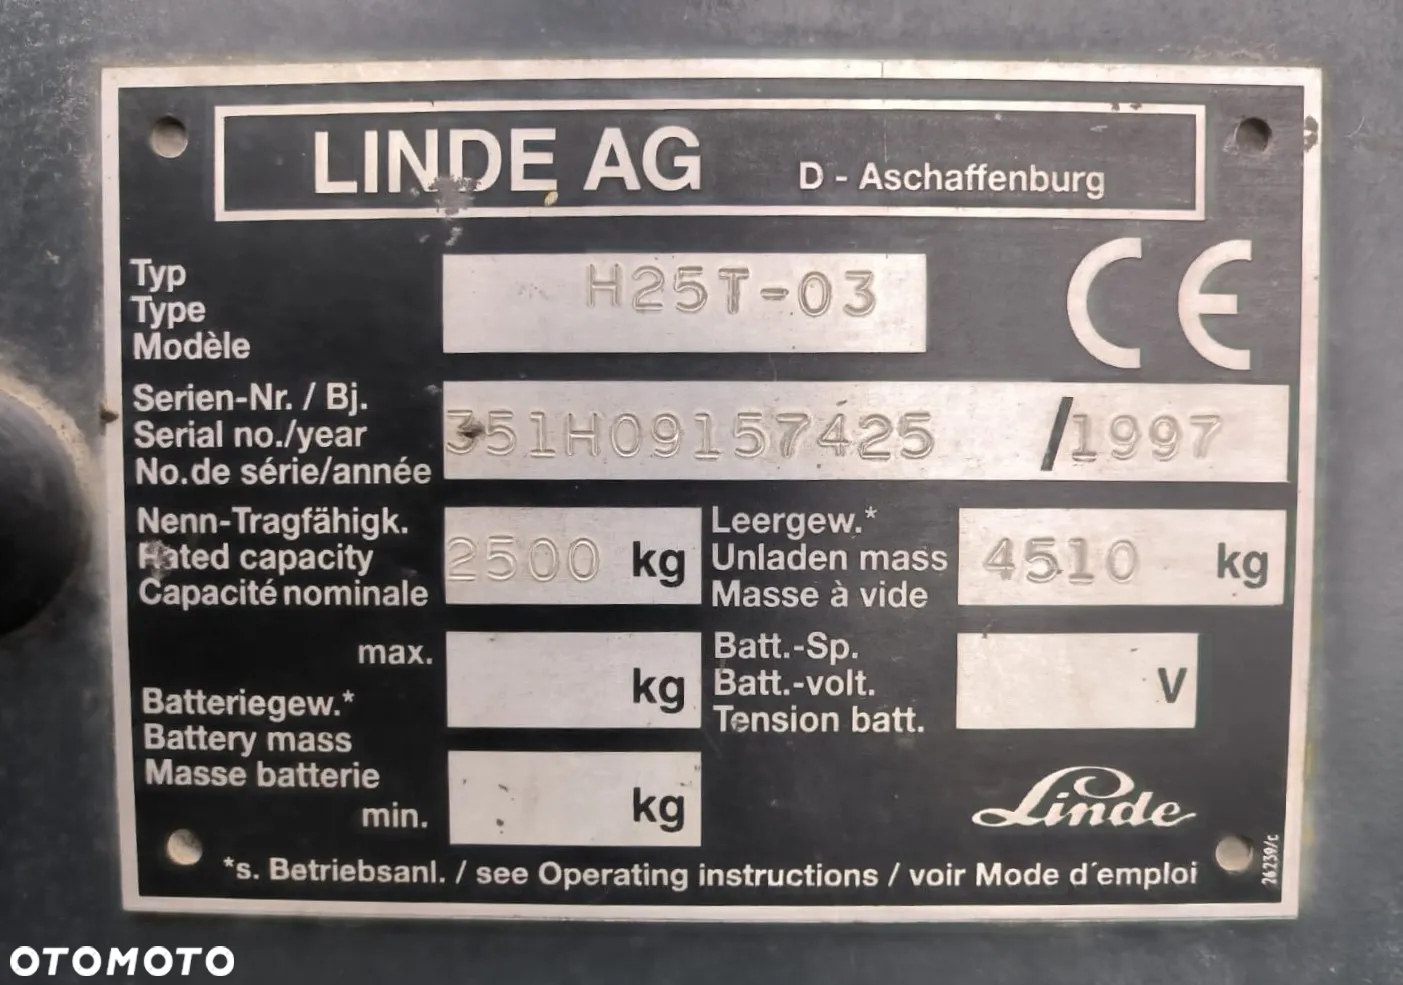 LINDE AG D - Aschaffenburg
Typ
Type
Modèle
H25T-03
CE
Serien-Nr. / Bj.
Serial no./year
No.de série/année
351H09157425 /1997
Nenn-Tragfähigk.
Rated capacity
Capacité nominale
2500 kg
Leergew.*
Unladen mass
Masse à vide
4510 kg
max.
Batteriegew.*
Battery mass
Masse batterie
min.
kg
kg
Batt.-Sp.
Batt.-volt.
Tension batt.
V
Linde
*s. Betriebsanl. / see Operating instructions / voir Mode d´emploi
26239/c
OTOMOTO